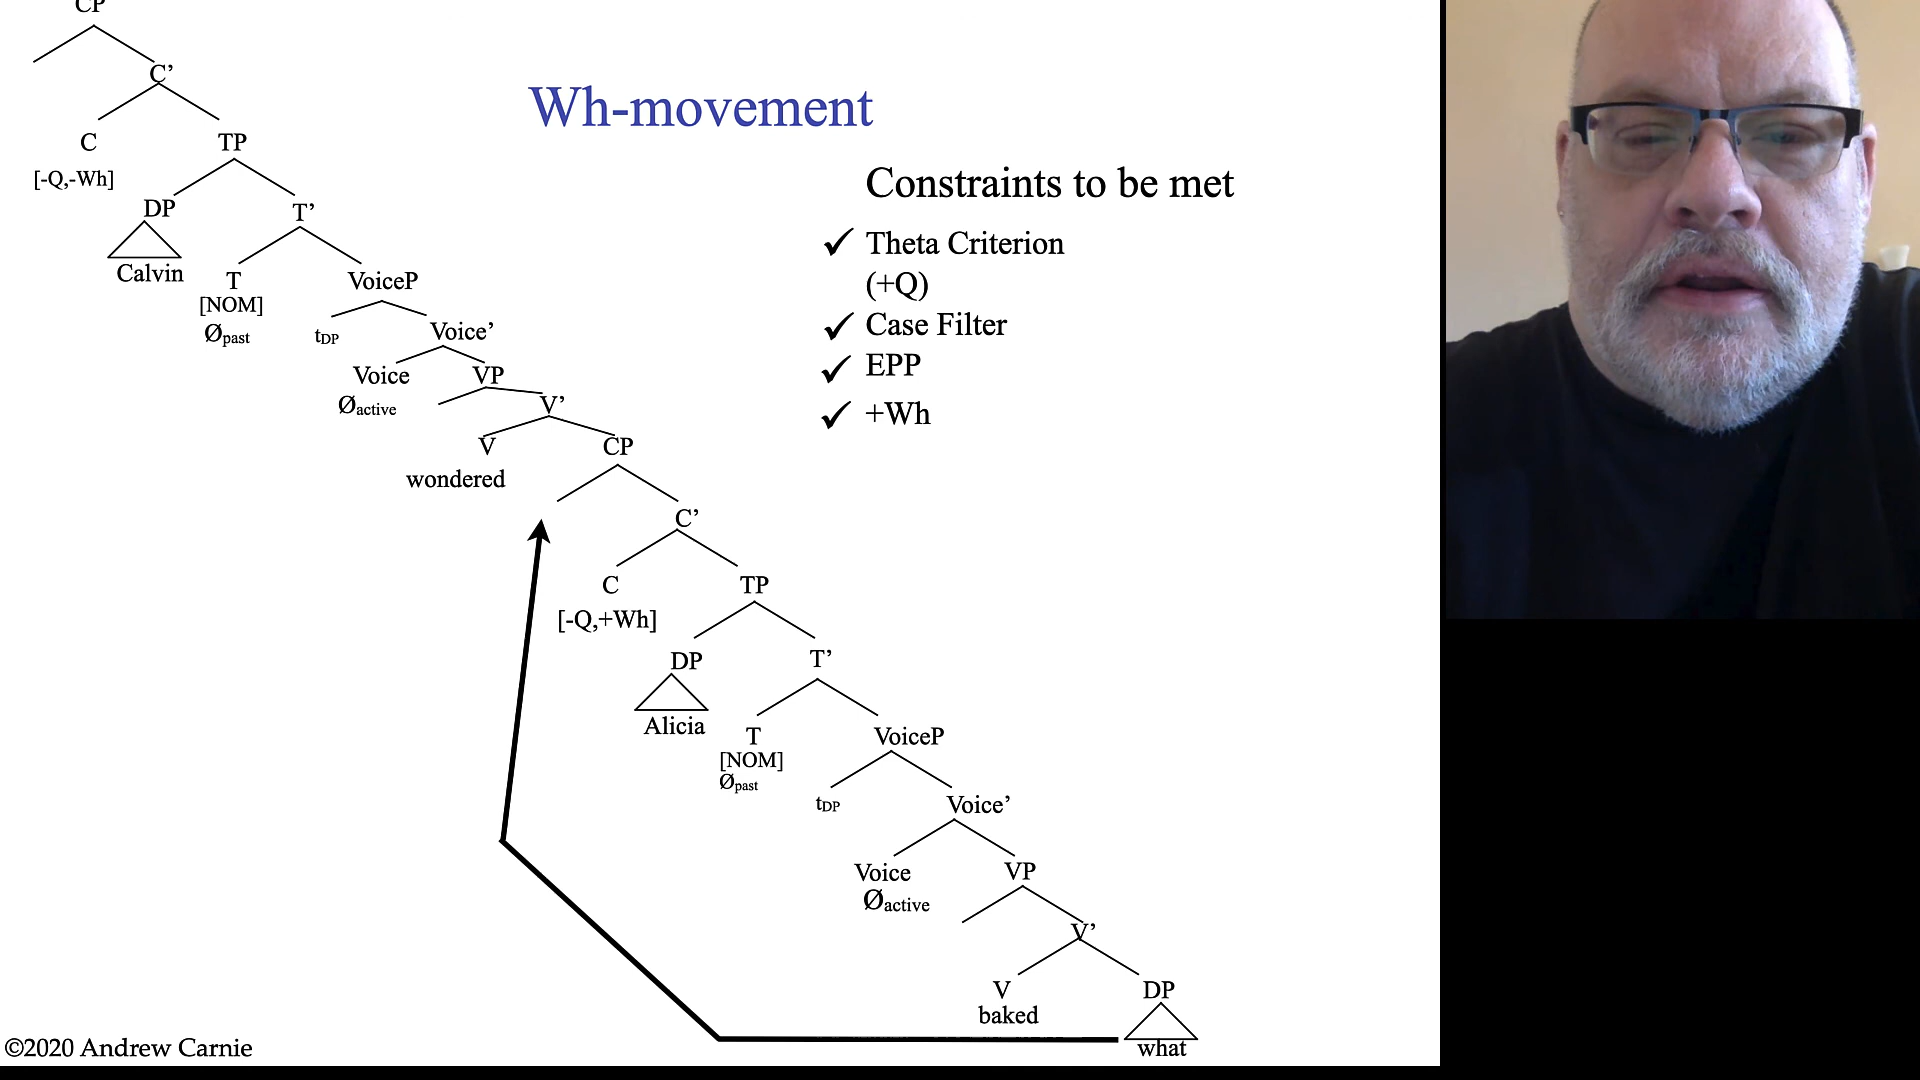 CP
C’
Wh-movement
C
TP
[-Q,-Wh]
Constraints to be met
DP
T’
Theta Criterion
Calvin
T
VoiceP
(+Q)
[NOM]
Øpast
tDP
Voice’
Case Filter
Voice
VP
EPP
Øactive
V’
+Wh
V
CP
wondered
C’
C
TP
[-Q,+Wh]
DP
T’
Alicia
T
VoiceP
[NOM]
Øpast
tDP
Voice’
Voice
VP
Øactive
V’
V
DP
baked
©2020 Andrew Carnie
what